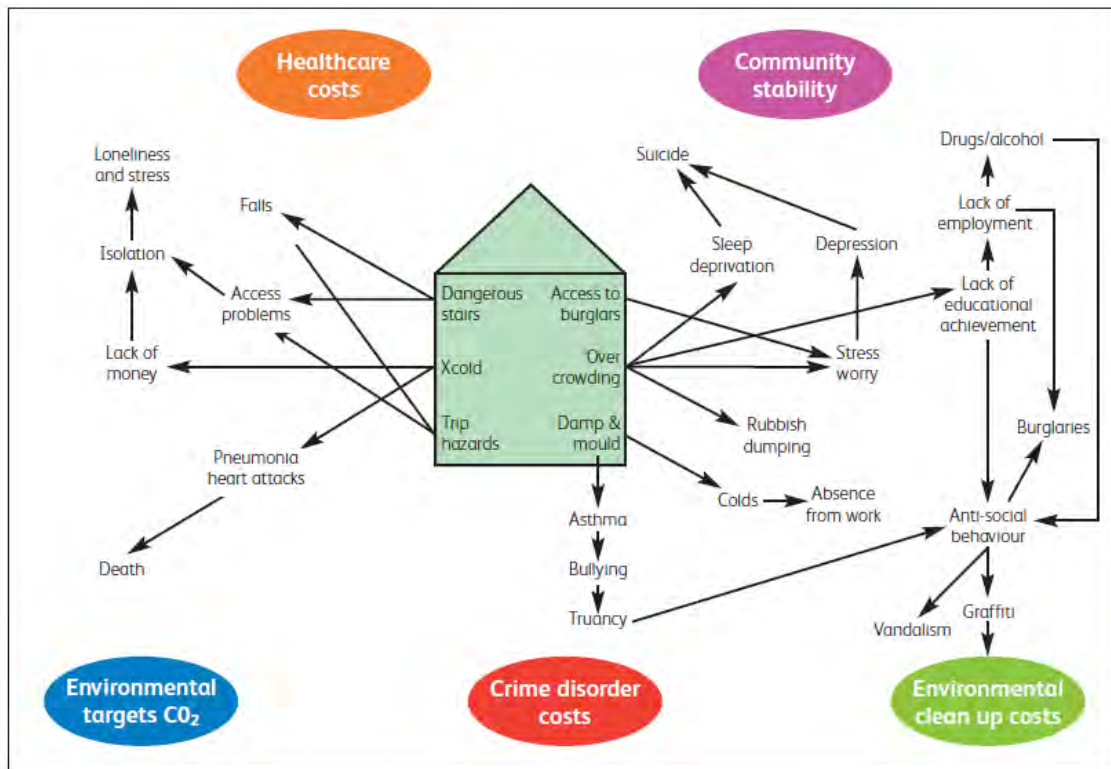 Healthcare
costs
Community
stability
Loneliness
and stress
Falls
Isolation
Access
problems
Lack of
money
Pneumonia
heart attacks
Death
Dangerous
stairs
Xcold
Trip
hazards
Access to
burglars
Over
crowding
Damp &
mould
Suicide
Sleep
deprivation
Depression
Stress
worry
Rubbish
dumping
Colds
Absence
from work
Asthma
Bullying
Truancy
Drugs/alcohol
Lack of
employment
Lack of
educational
achievement
Burglaries
Anti-social
behaviour
Vandalism
Graffiti
Environmental
targets C0₂
Crime disorder
costs
Environmental
clean up costs